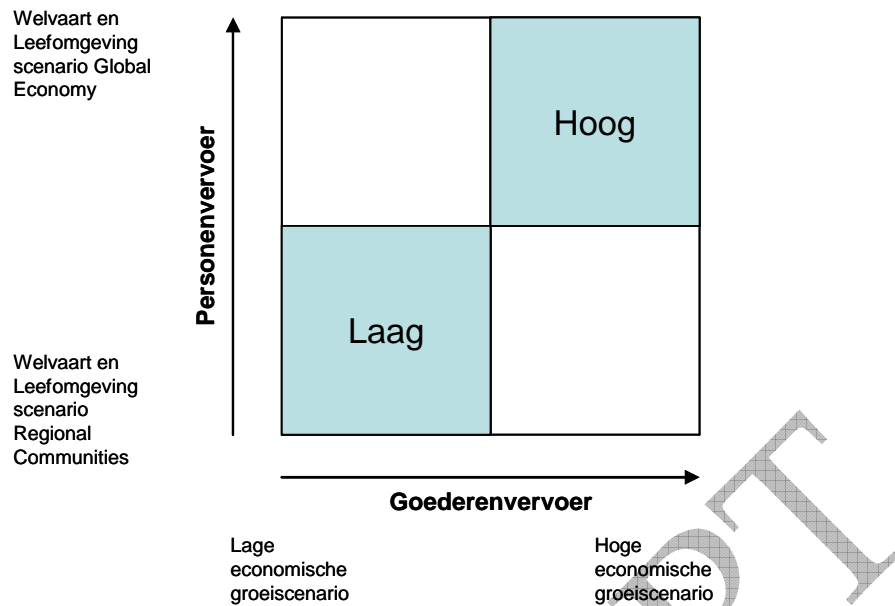 Welvaart en
Leefomgeving
scenario Global
Economy
Hoog
Personenvervoer
Laag
Welvaart en
Leefomgeving
scenario
Regional
Communities
Goederenvervoer
Lage
economische
groeiscenario
Hoge
economische
groeiscenario
PT